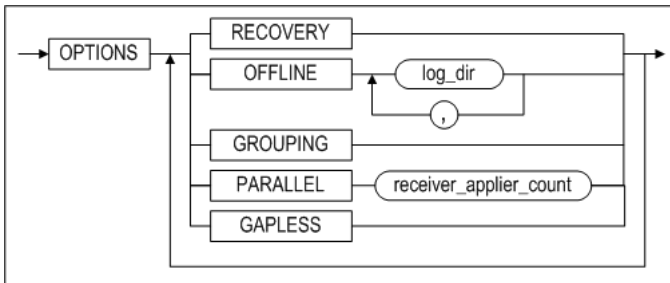 RECOVERY
OPTIONS
OFFLINE log_dir
,
GROUPING
PARALLEL receiver_applier_count
GAPLESS